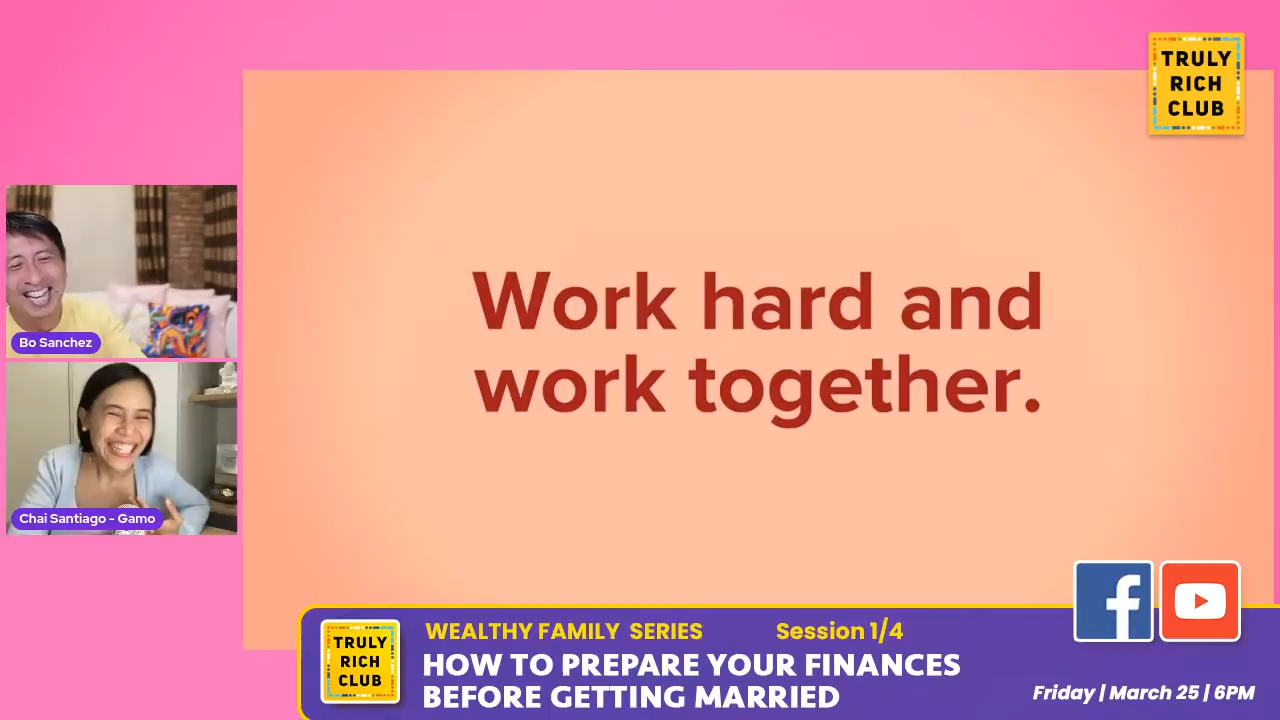 TRULY
RICH
CLUB
Work hard and
work together.
Bo Sanchez
Chai Santiago - Gamo
TRULY
RICH
CLUB
WEALTHY FAMILY SERIES
Session 1/4
HOW TO PREPARE YOUR FINANCES
BEFORE GETTING MARRIED
Friday | March 25 | 6PM